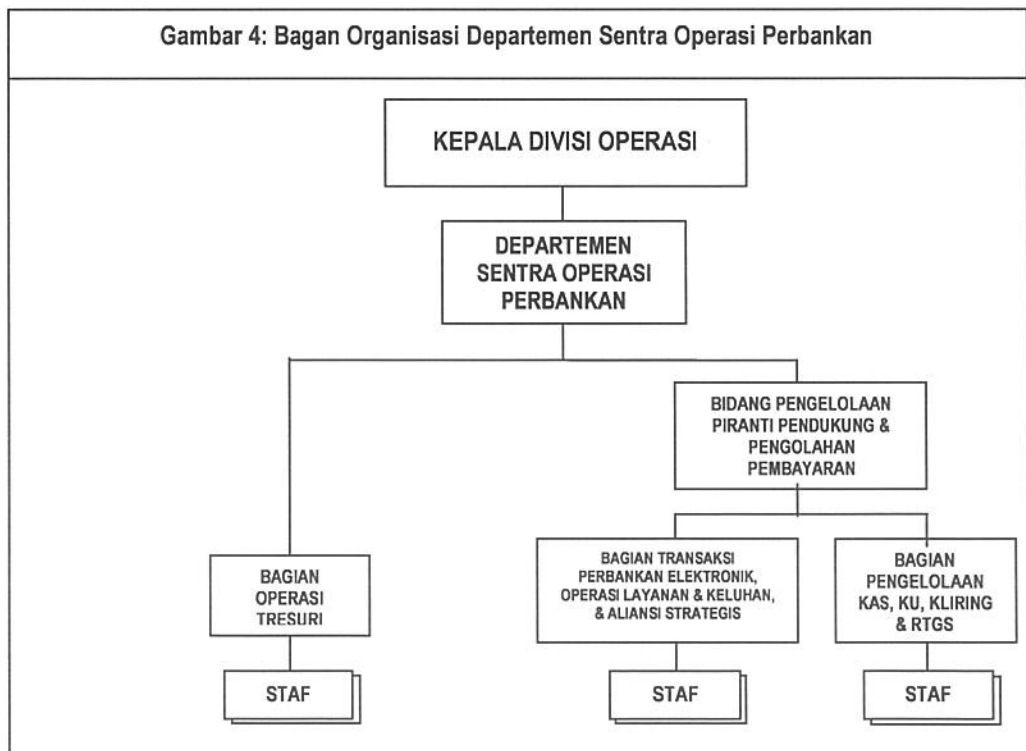 Gambar 4: Bagan Organisasi Departemen Sentra Operasi Perbankan
KEPALA DIVISI OPERASI
DEPARTEMEN
SENTRA OPERASI
PERBANKAN
BIDANG PENGELOLAAN
PIRANTI PENDUKUNG &
PENGOLAHAN
PEMBAYARAN
BAGIAN
OPERASI
TRESURI
BAGIAN TRANSAKSI
PERBANKAN ELEKTRONIK,
OPERASI LAYANAN & KELUHAN,
& ALIANSI STRATEGIS
BAGIAN
PENGELOLAAN
KAS, KU, KLIRING
& RTGS
STAF
STAF
STAF